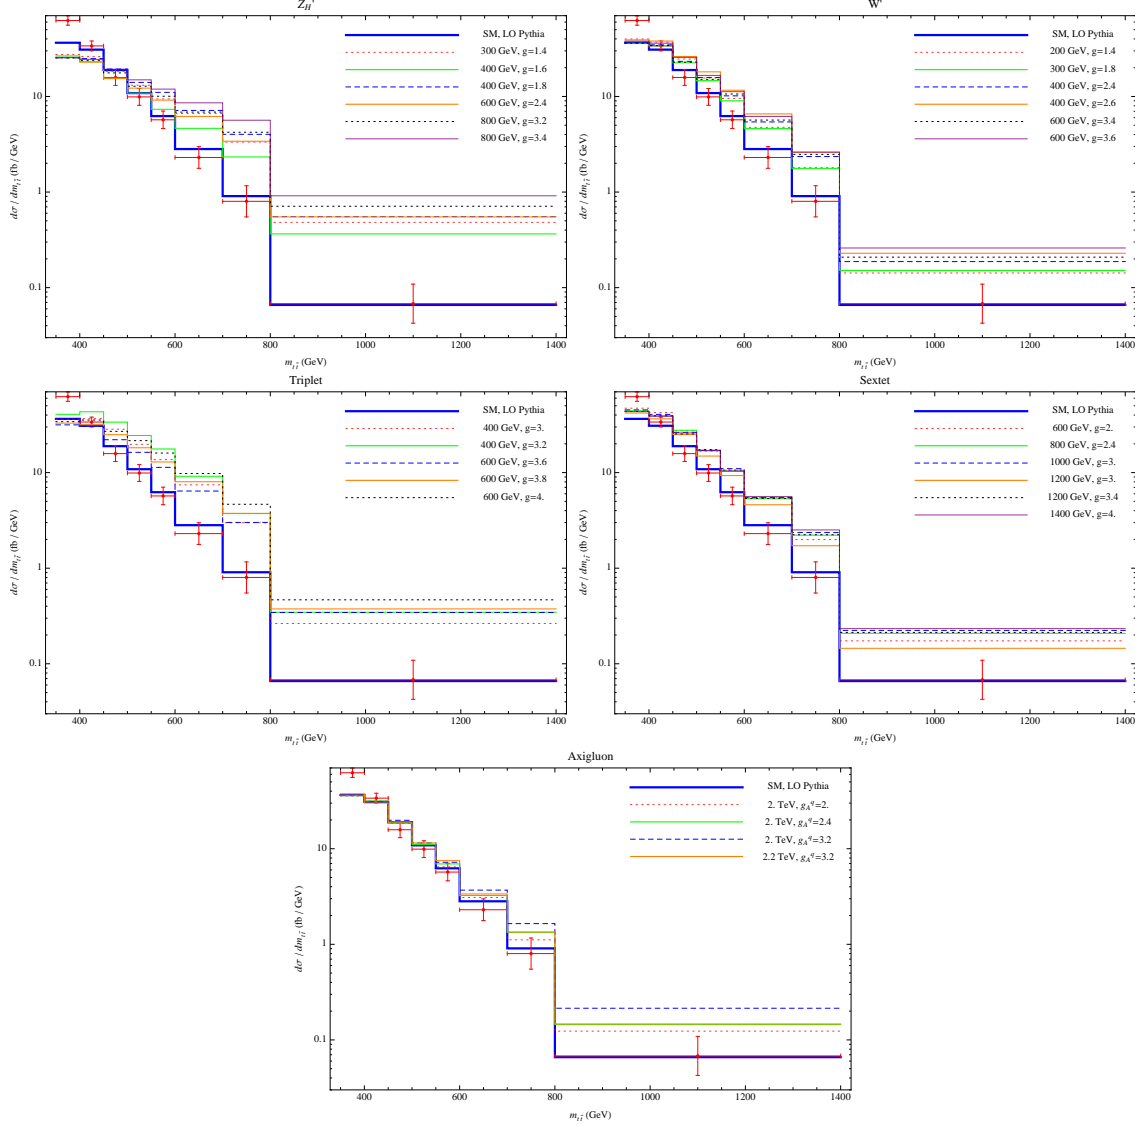 Z_H'
SM, LO Pythia
300 GeV, g=1.4
400 GeV, g=1.6
400 GeV, g=1.8
600 GeV, g=2.4
800 GeV, g=3.2
800 GeV, g=3.4
10
1
0.1
dσ / dm_{t t̄} (fb / GeV)
400 600 800 1000 1200 1400
m_{t t̄} (GeV)
W'
SM, LO Pythia
200 GeV, g=1.4
300 GeV, g=1.8
400 GeV, g=2.4
400 GeV, g=2.6
600 GeV, g=3.4
600 GeV, g=3.6
10
1
0.1
dσ / dm_{t t̄} (fb / GeV)
400 600 800 1000 1200 1400
m_{t t̄} (GeV)
Triplet
SM, LO Pythia
400 GeV, g=3.
400 GeV, g=3.2
600 GeV, g=3.6
600 GeV, g=3.8
600 GeV, g=4.
10
1
0.1
dσ / dm_{t t̄} (fb / GeV)
400 600 800 1000 1200 1400
m_{t t̄} (GeV)
Sextet
SM, LO Pythia
600 GeV, g=2.
800 GeV, g=2.4
1000 GeV, g=3.
1200 GeV, g=3.
1200 GeV, g=3.4
1400 GeV, g=4.
10
1
0.1
dσ / dm_{t t̄} (fb / GeV)
400 600 800 1000 1200 1400
m_{t t̄} (GeV)
Axigluon
SM, LO Pythia
2. TeV, g_A^q=2.
2. TeV, g_A^q=2.4
2. TeV, g_A^q=3.2
2.2 TeV, g_A^q=3.2
10
1
0.1
dσ / dm_{t t̄} (fb / GeV)
400 600 800 1000 1200 1400
m_{t t̄} (GeV)